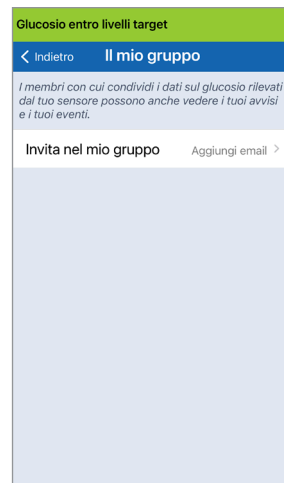 Glucosio entro livelli target
Indietro Il mio gruppo
I membri con cui condividi i dati sul glucosio rilevati
dal tuo sensore possono anche vedere i tuoi avvisi
e i tuoi eventi.
Invita nel mio gruppo Aggiungi email